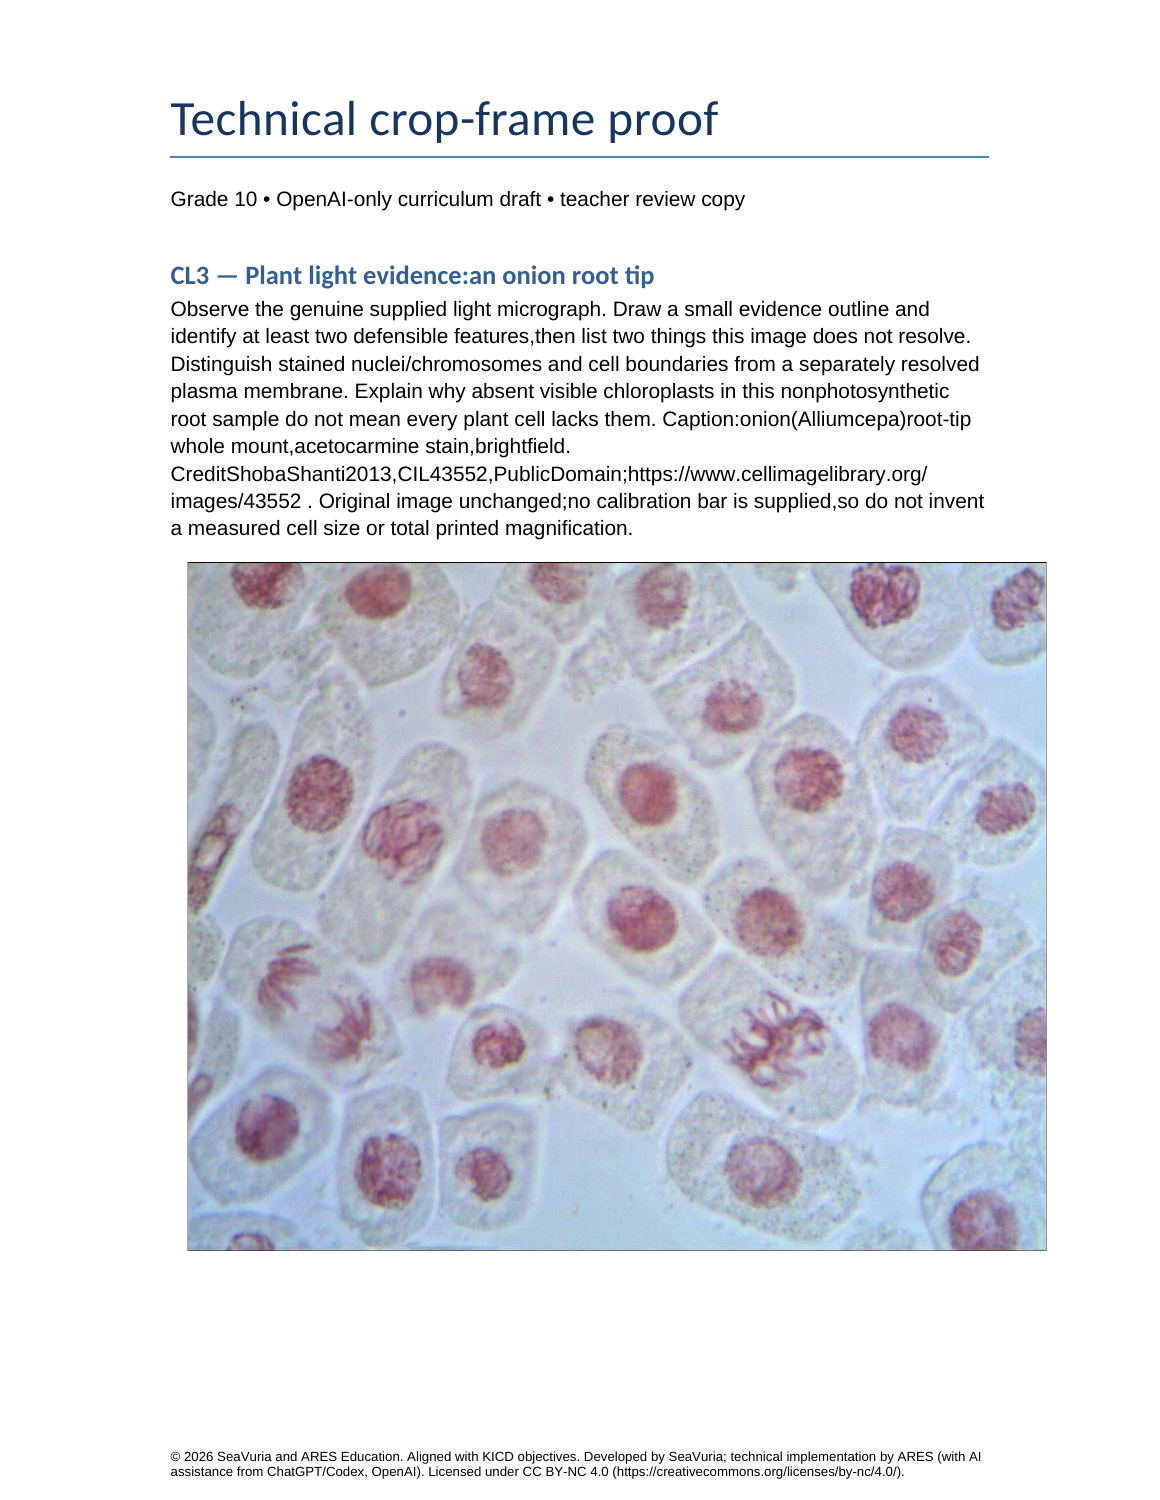 Technical crop-frame proof
Grade 10 • OpenAI-only curriculum draft • teacher review copy
CL3 — Plant light evidence:an onion root tip
Observe the genuine supplied light micrograph. Draw a small evidence outline and
identify at least two defensible features,then list two things this image does not resolve.
Distinguish stained nuclei/chromosomes and cell boundaries from a separately resolved
plasma membrane. Explain why absent visible chloroplasts in this nonphotosynthetic
root sample do not mean every plant cell lacks them. Caption:onion(Alliumcepa)root-tip
whole mount,acetocarmine stain,brightfield.
CreditShobaShanti2013,CIL43552,PublicDomain;https://www.cellimagelibrary.org/
images/43552 . Original image unchanged;no calibration bar is supplied,so do not invent
a measured cell size or total printed magnification.
© 2026 SeaVuria and ARES Education. Aligned with KICD objectives. Developed by SeaVuria; technical implementation by ARES (with AI
assistance from ChatGPT/Codex, OpenAI). Licensed under CC BY-NC 4.0 (https://creativecommons.org/licenses/by-nc/4.0/).